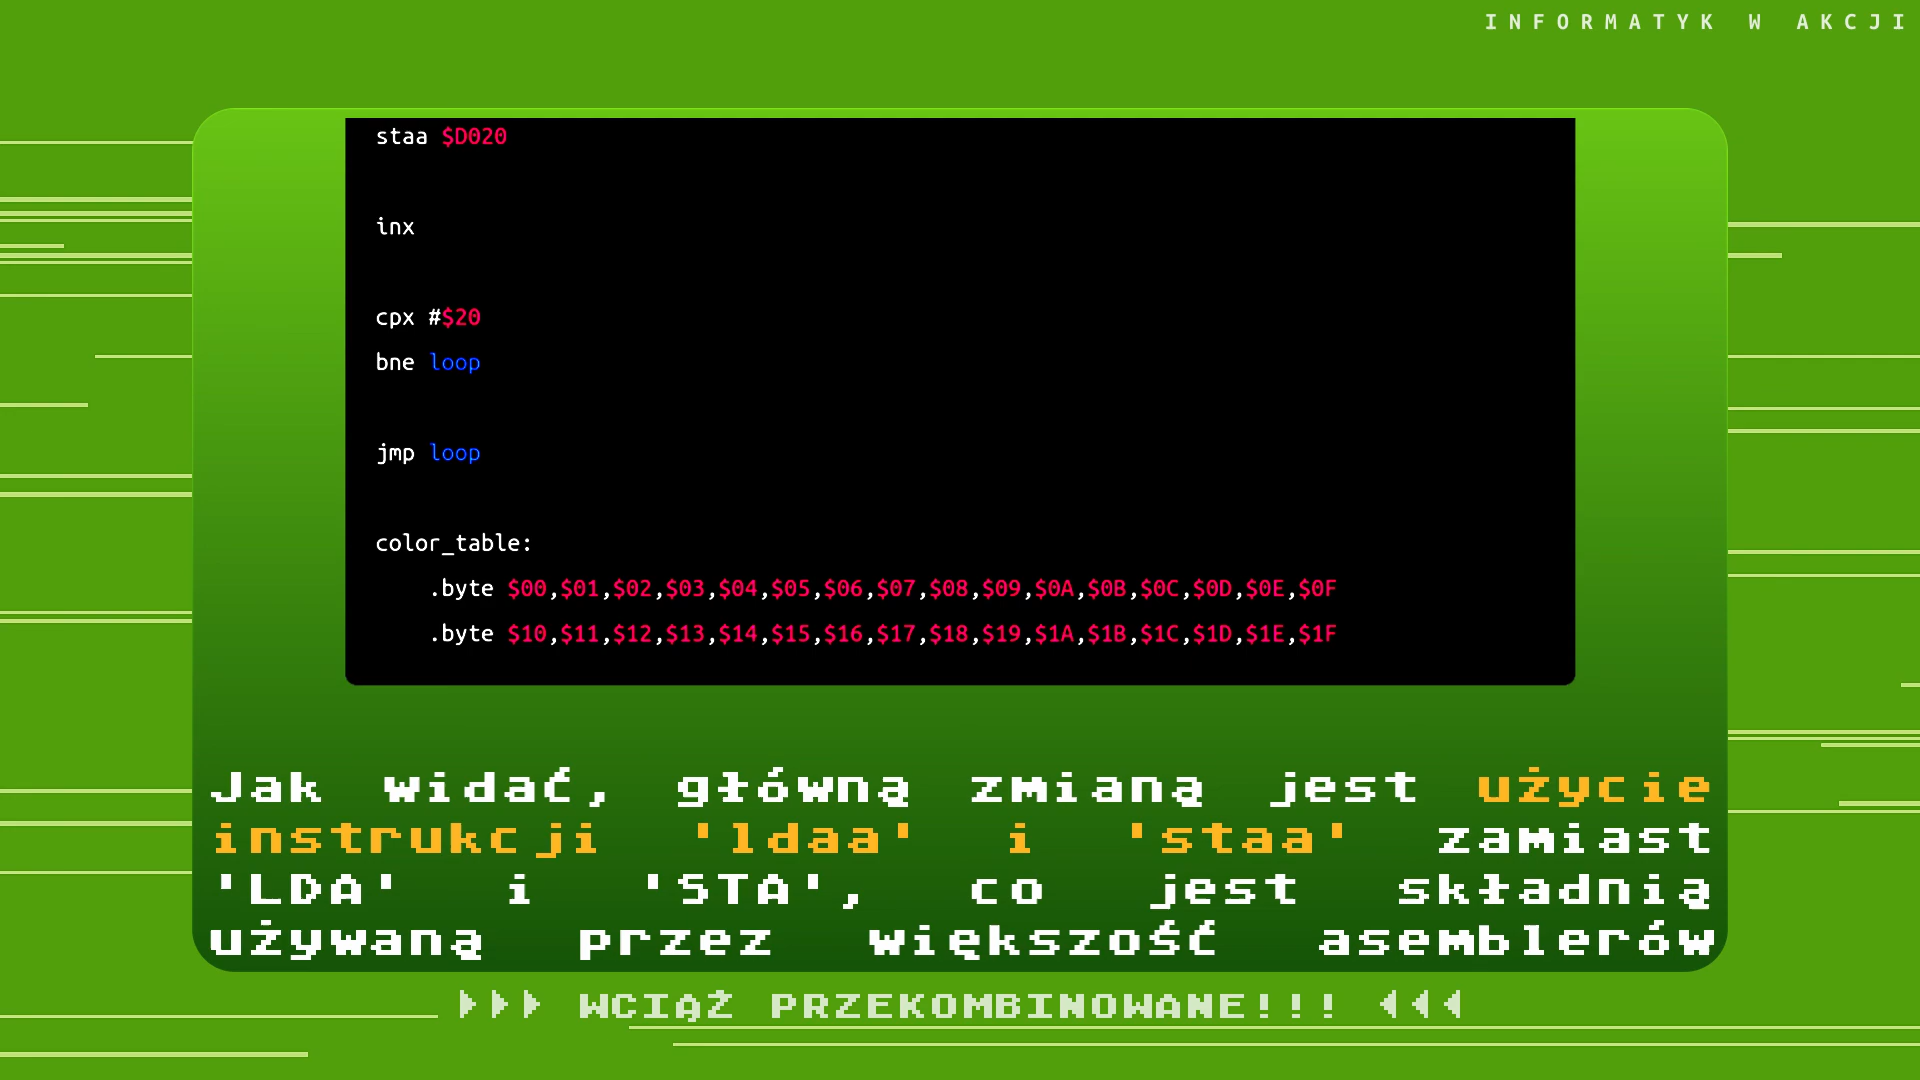 INFORMATYK W AKCJI
staa $D020
inx
cpx #$20
bne loop
jmp loop
color_table:
.byte $00,$01,$02,$03,$04,$05,$06,$07,$08,$09,$0A,$0B,$0C,$0D,$0E,$0F
.byte $10,$11,$12,$13,$14,$15,$16,$17,$18,$19,$1A,$1B,$1C,$1D,$1E,$1F
Jak widać, główną zmianą jest użycie
instrukcji 'ldaa' i 'staa' zamiast
'LDA' i 'STA', co jest składnią
używaną przez większość asemblerów
WCIĄŻ PRZEKOMBINOWANE!!!